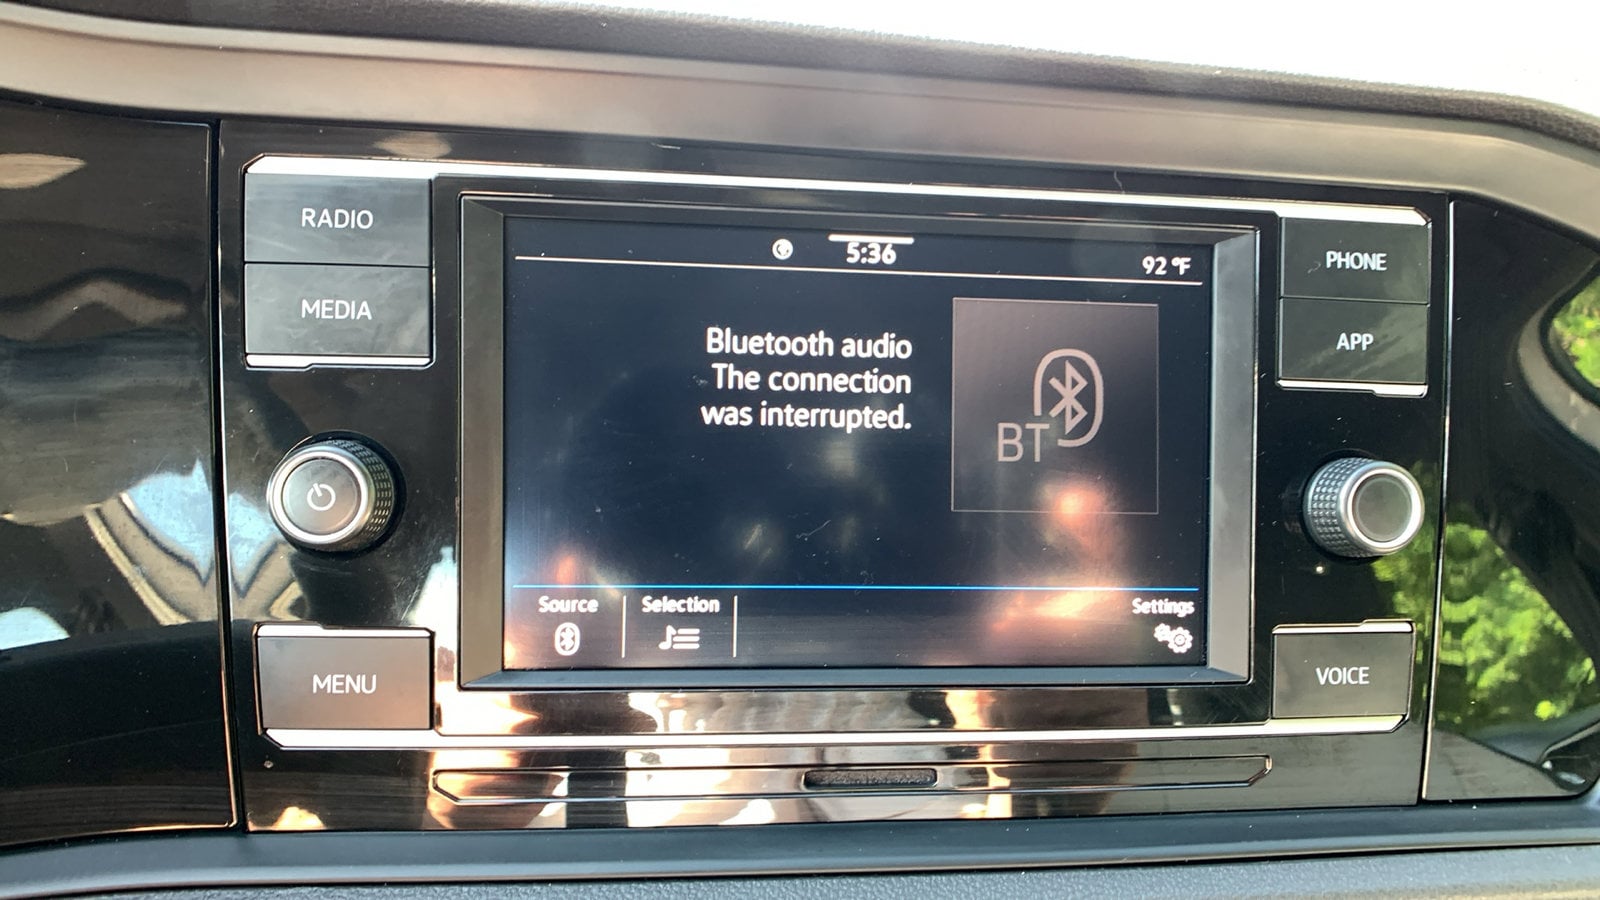 RADIO
MEDIA
5:36
92 °F
PHONE
APP
Bluetooth audio
The connection
was interrupted.
BT
Source
Selection
Settings
MENU
VOICE